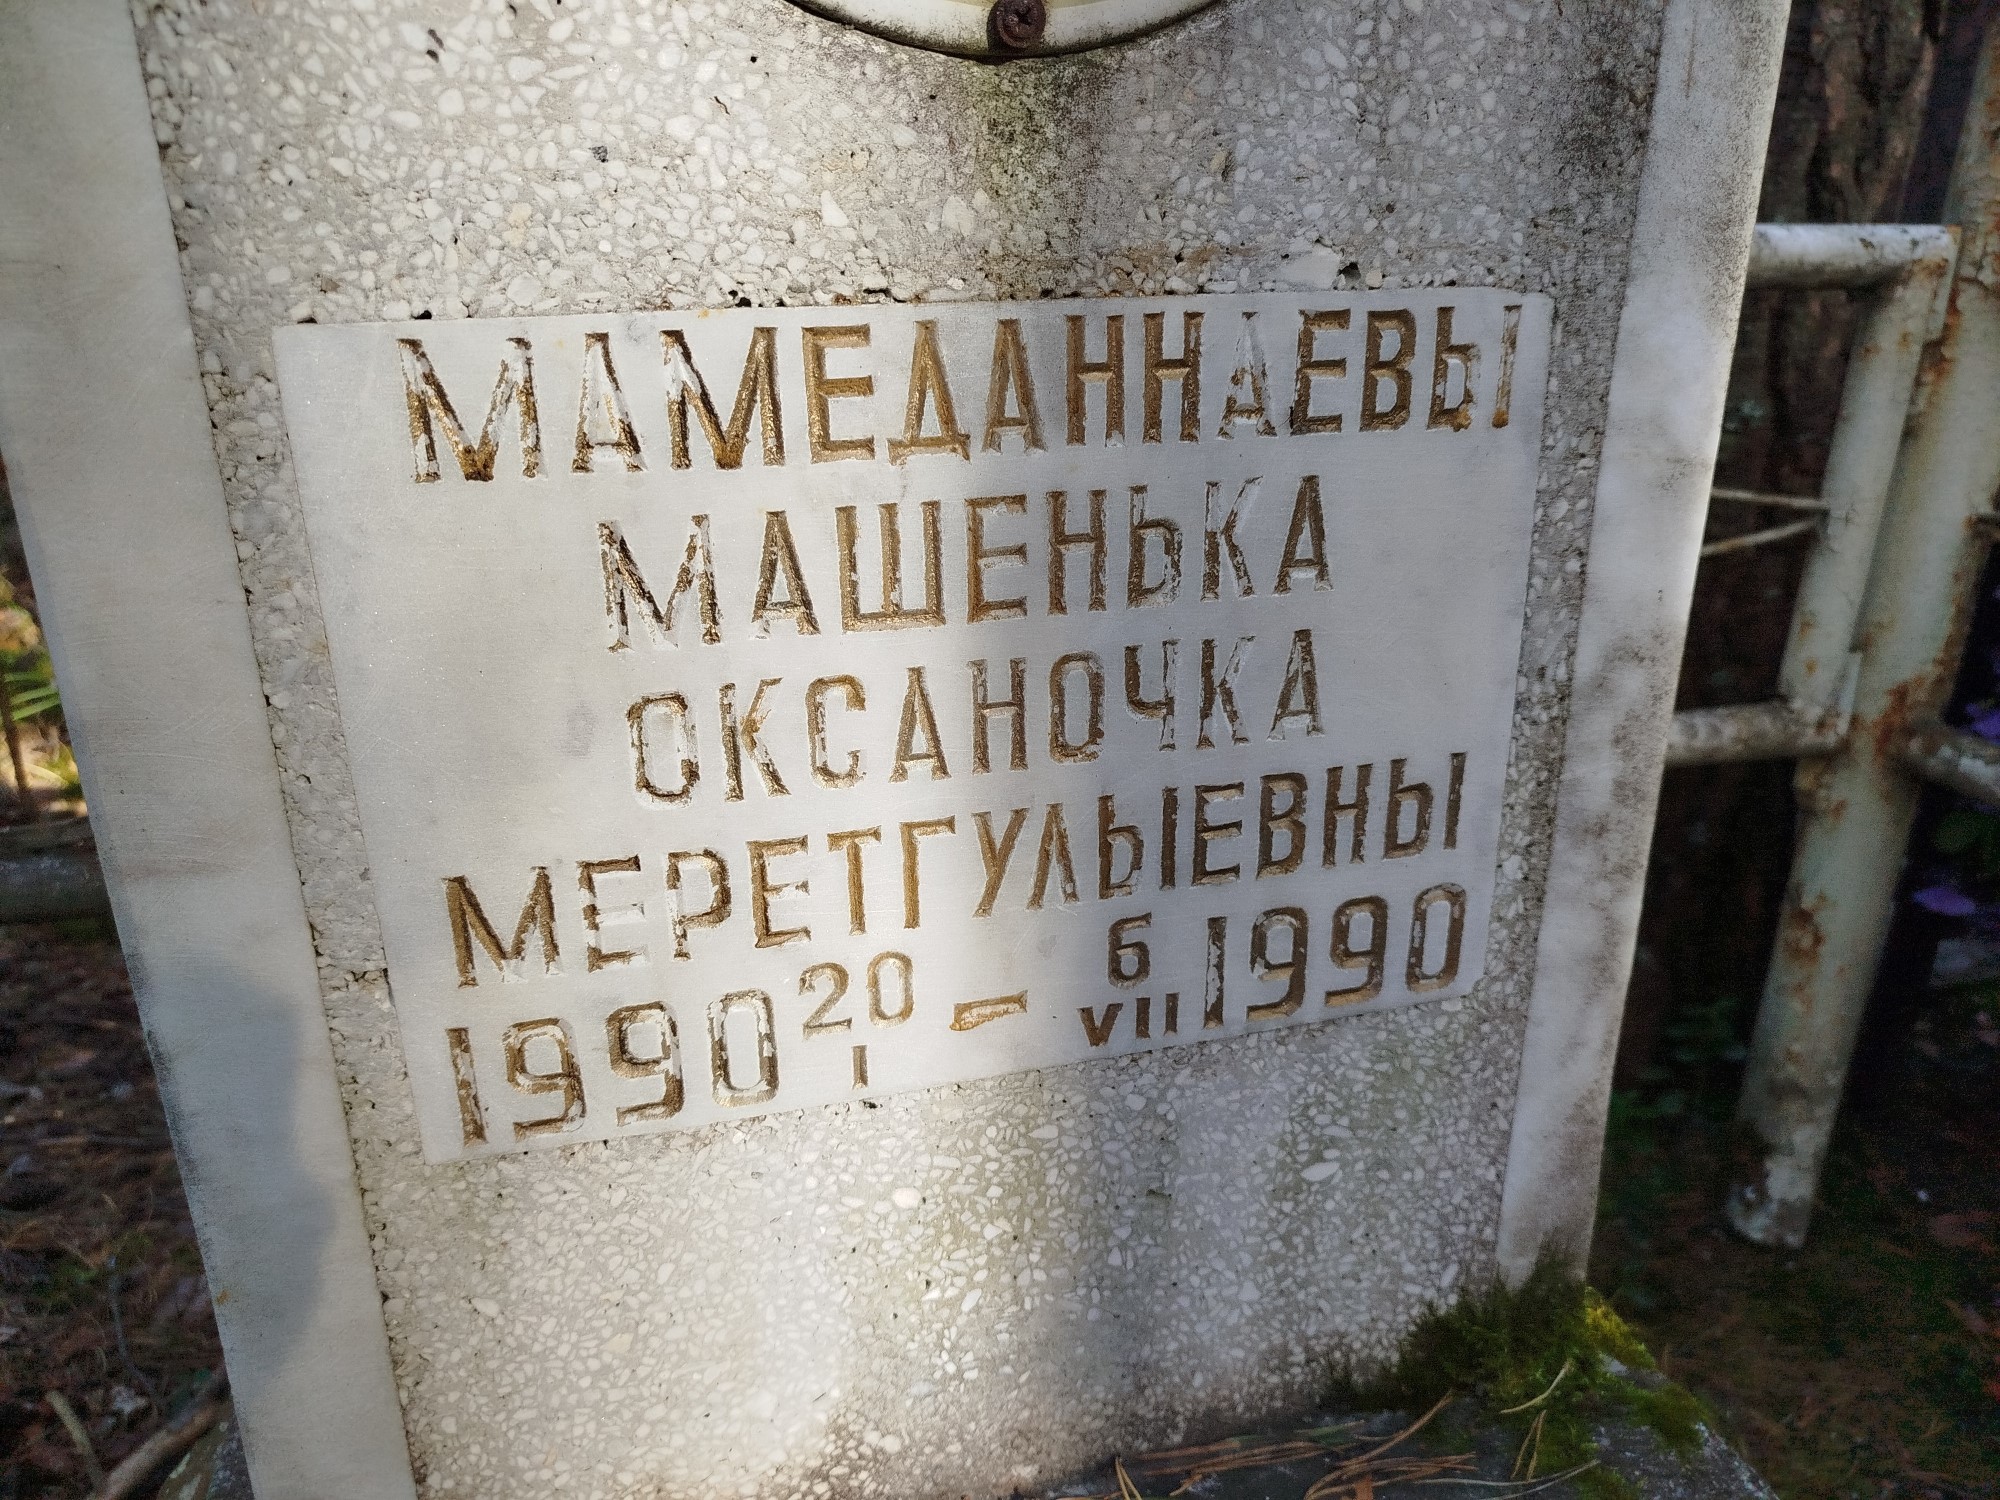 МАМЕДАННАЕВЫ
МАШЕНЬКА
ОКСАНОЧКА
МЕРЕТГУЛЫЕВНЫ
1990 20/I – 6/VII 1990